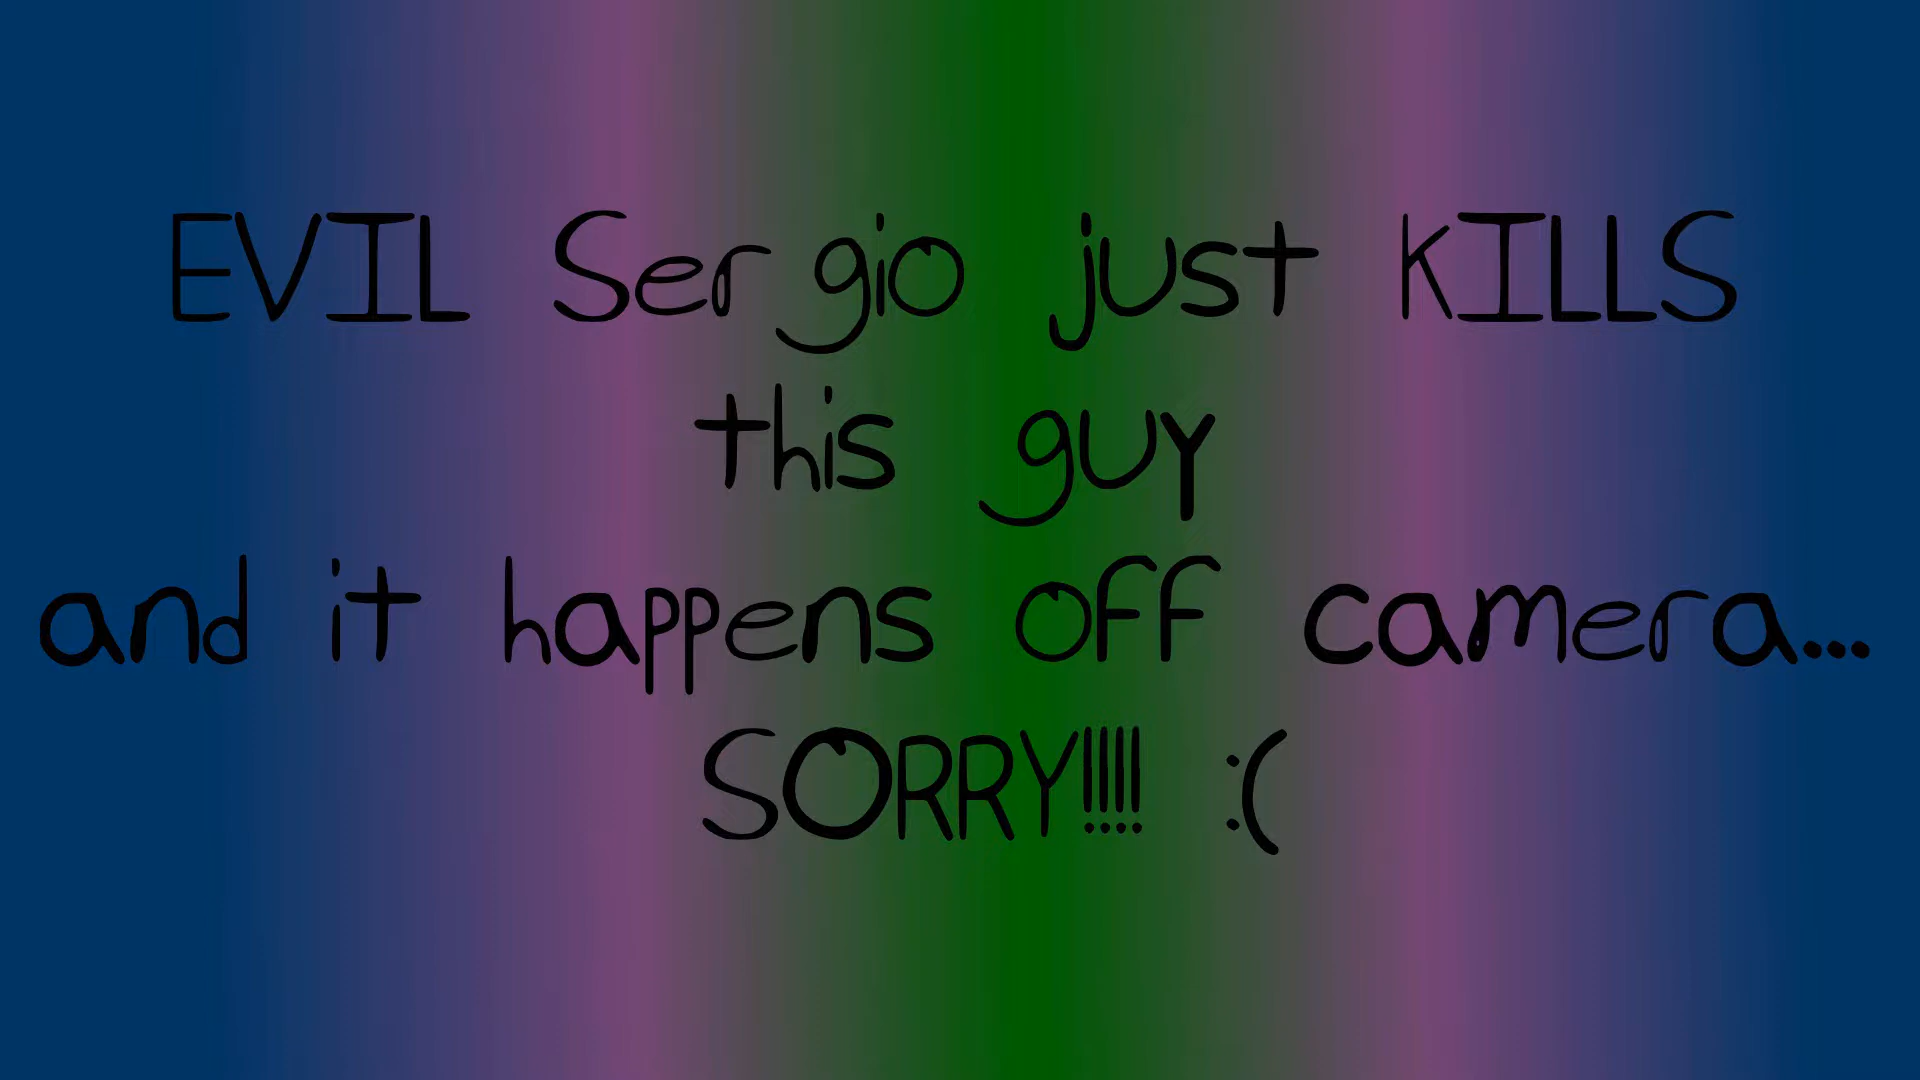 EVIL Sergio just KILLS
this guy
and it happens off camera...
SORRY!!!! :(